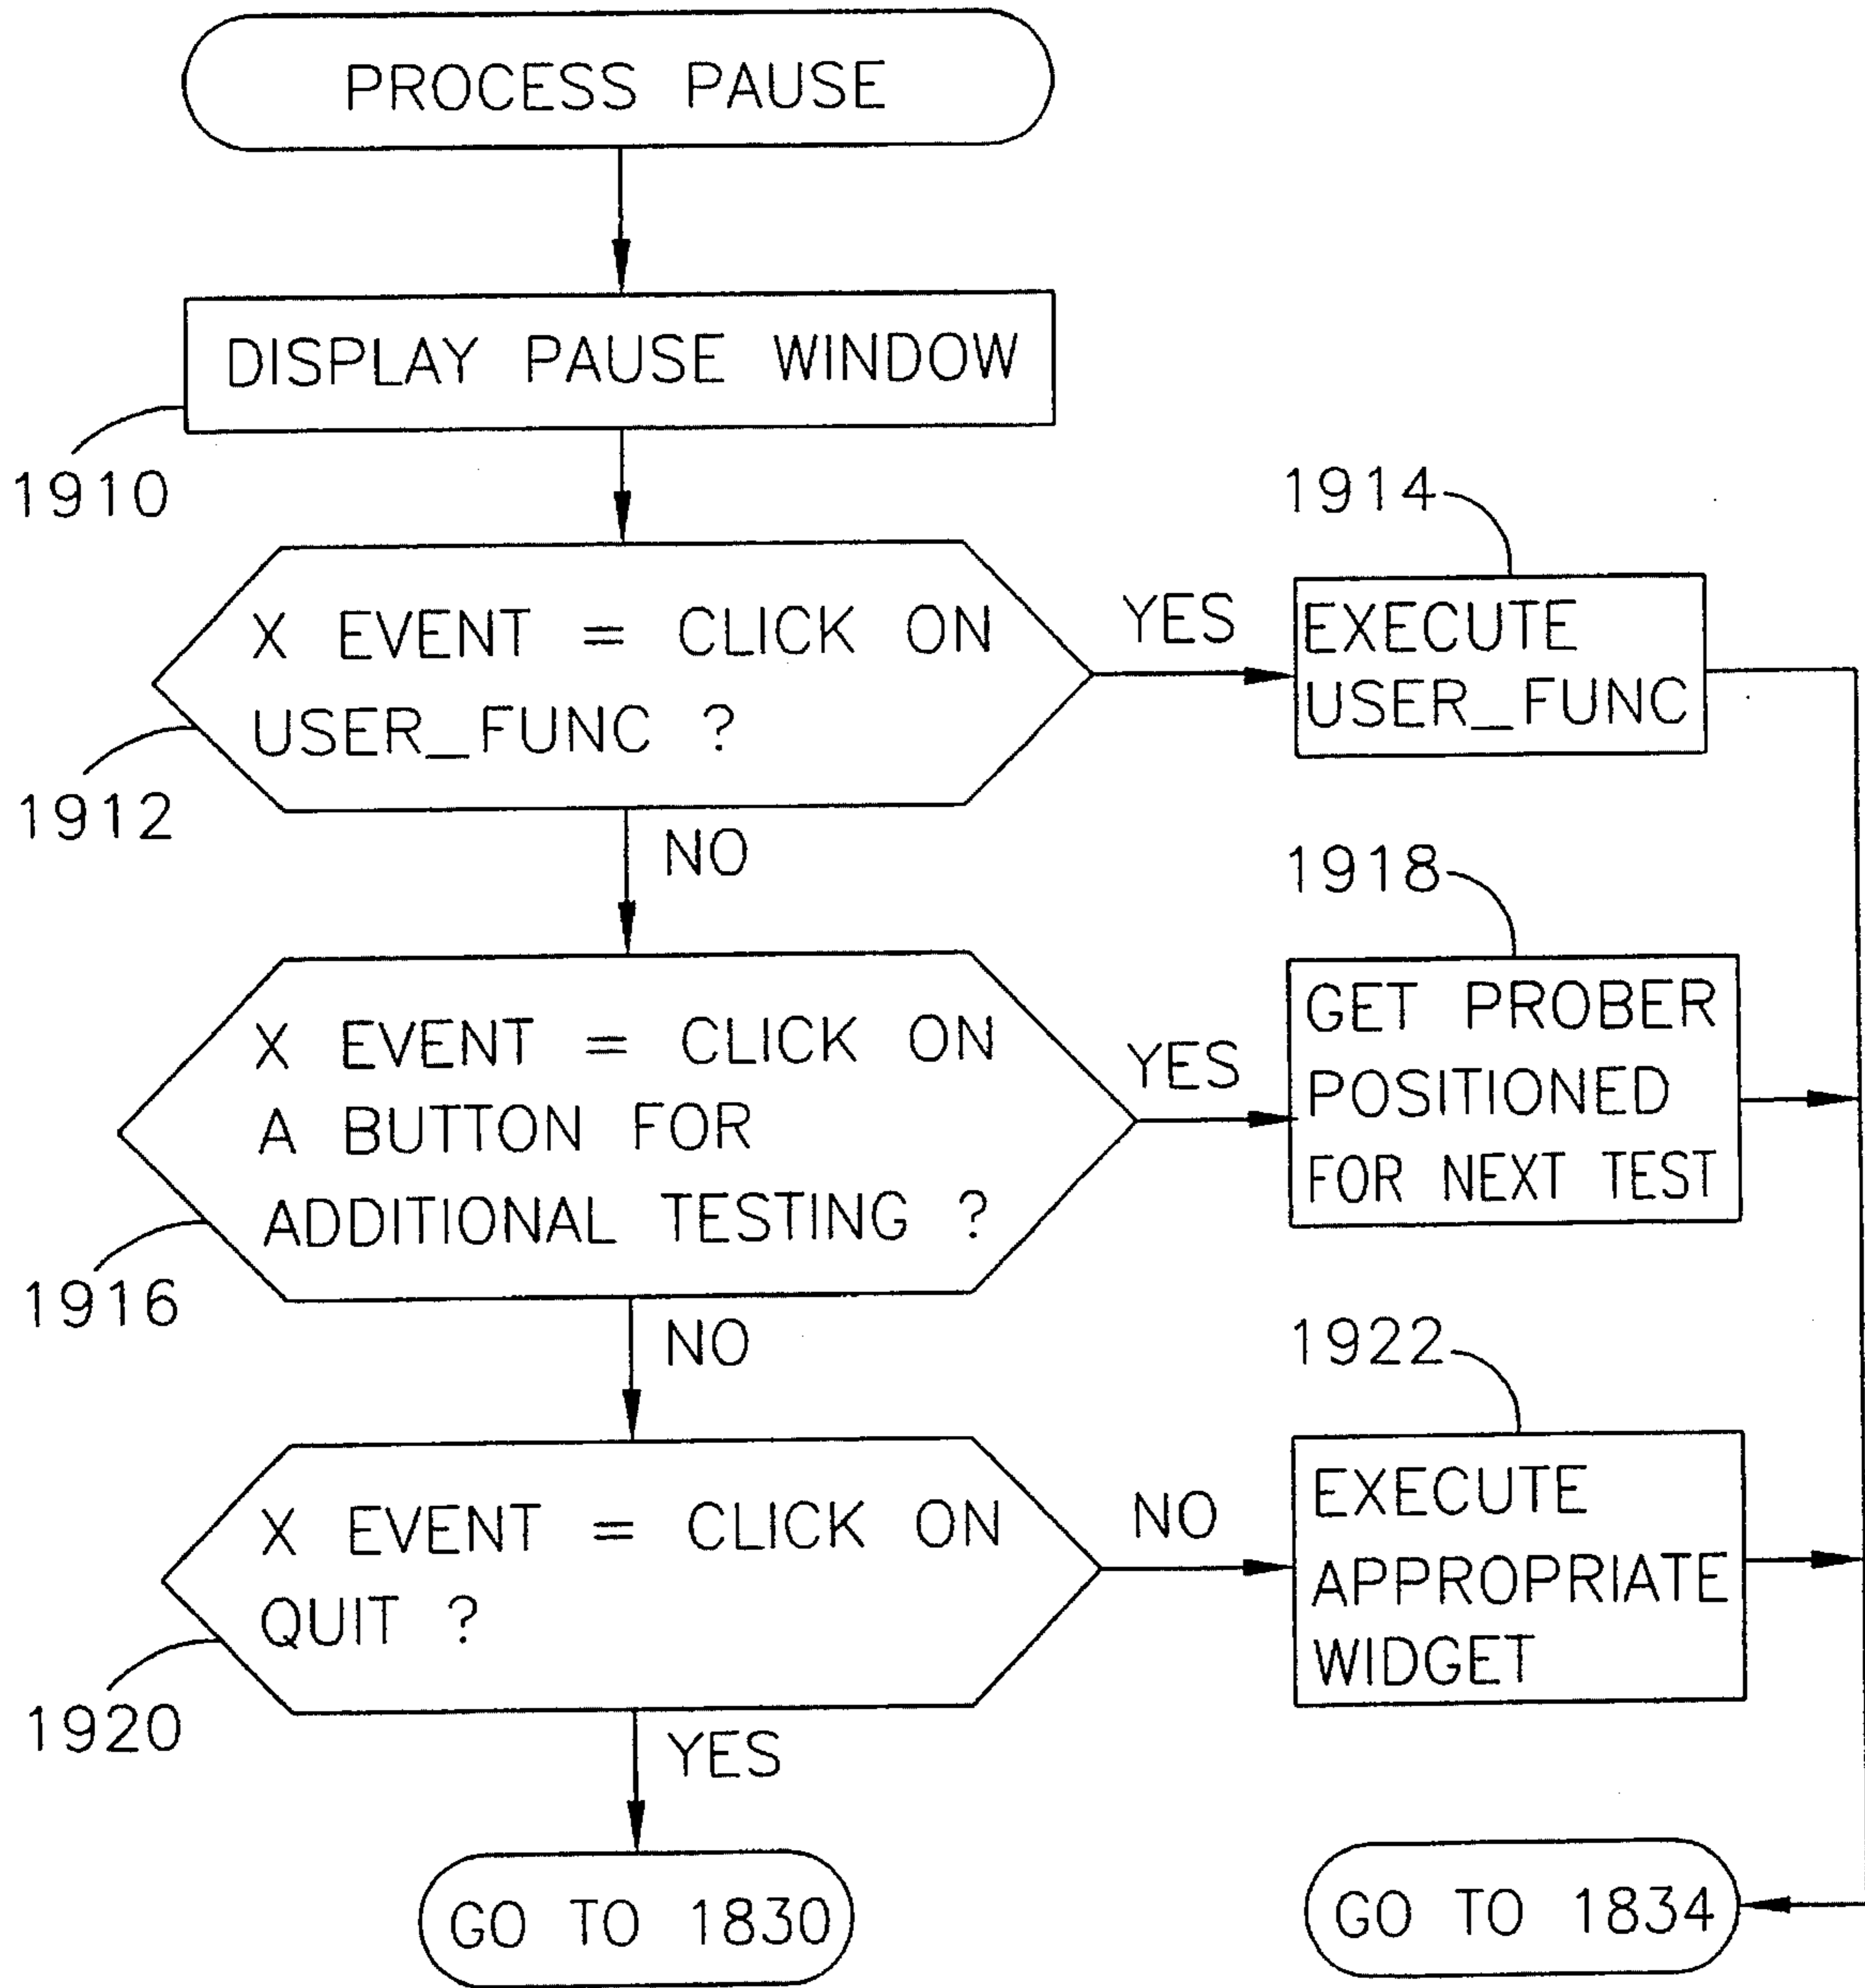 PROCESS PAUSE
DISPLAY PAUSE WINDOW
1910
1914
X EVENT = CLICK ON
USER_FUNC ?
YES
EXECUTE
USER_FUNC
1912
NO
1918
X EVENT = CLICK ON
A BUTTON FOR
ADDITIONAL TESTING ?
YES
GET PROBER
POSITIONED
FOR NEXT TEST
1916
NO
1922
X EVENT = CLICK ON
QUIT ?
NO
EXECUTE
APPROPRIATE
WIDGET
1920
YES
GO TO 1830
GO TO 1834